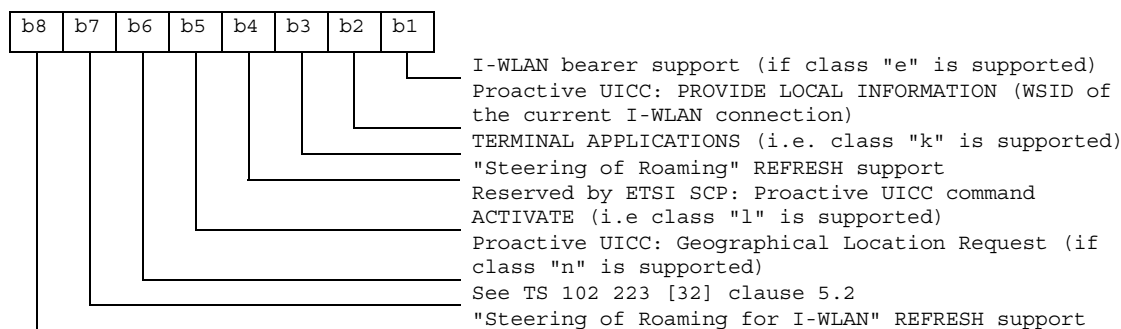 b8 b7 b6 b5 b4 b3 b2 b1
I-WLAN bearer support (if class "e" is supported)
Proactive UICC: PROVIDE LOCAL INFORMATION (WSID of
the current I-WLAN connection)
TERMINAL APPLICATIONS (i.e. class "k" is supported)
"Steering of Roaming" REFRESH support
Reserved by ETSI SCP: Proactive UICC command
ACTIVATE (i.e class "l" is supported)
Proactive UICC: Geographical Location Request (if
class "n" is supported)
See TS 102 223 [32] clause 5.2
"Steering of Roaming for I-WLAN" REFRESH support